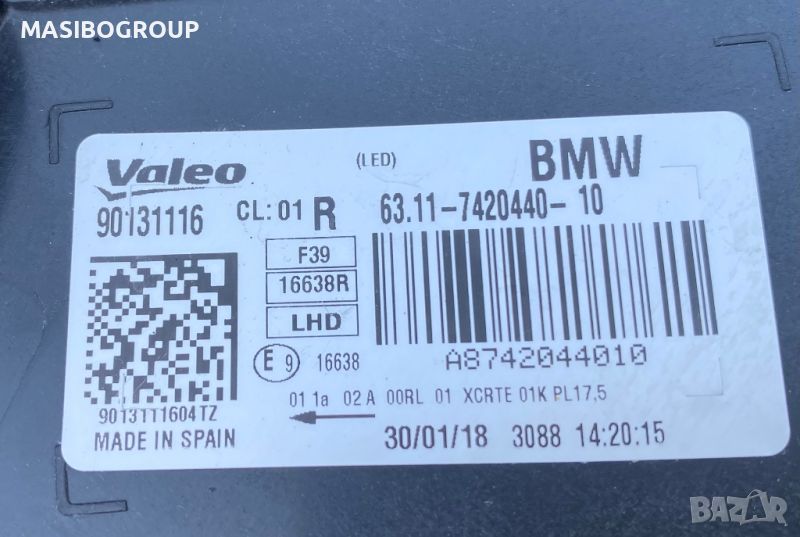 MASIBOGROUP
Valeo (LED) BMW
90131116 CL: 01 R 63.11-7420440-10
F39
16638R
LHD
E 9 16638 A8742044010
01 1a 02 A 00RL 01 XCRTE 01K PL17,5
9013111604TZ
MADE IN SPAIN 30/01/18 3088 14:20:15
BAZAR